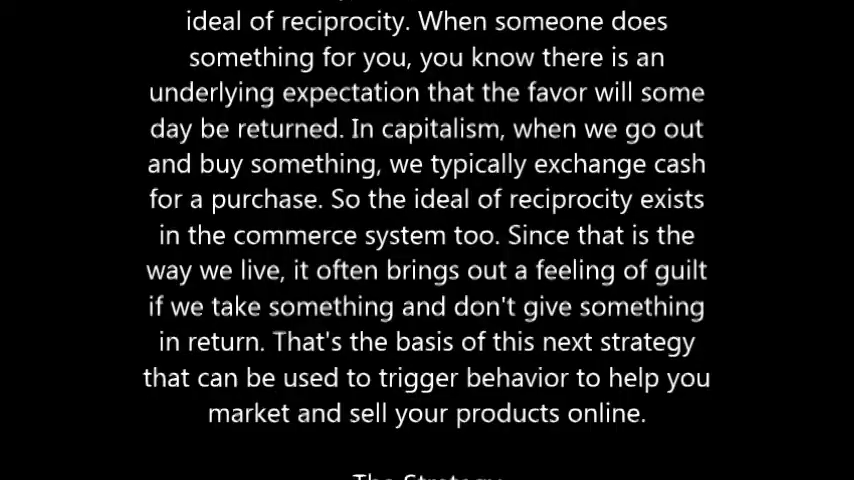 ideal of reciprocity. When someone does
something for you, you know there is an
underlying expectation that the favor will some
day be returned. In capitalism, when we go out
and buy something, we typically exchange cash
for a purchase. So the ideal of reciprocity exists
in the commerce system too. Since that is the
way we live, it often brings out a feeling of guilt
if we take something and don't give something
in return. That's the basis of this next strategy
that can be used to trigger behavior to help you
market and sell your products online.
The Strategy